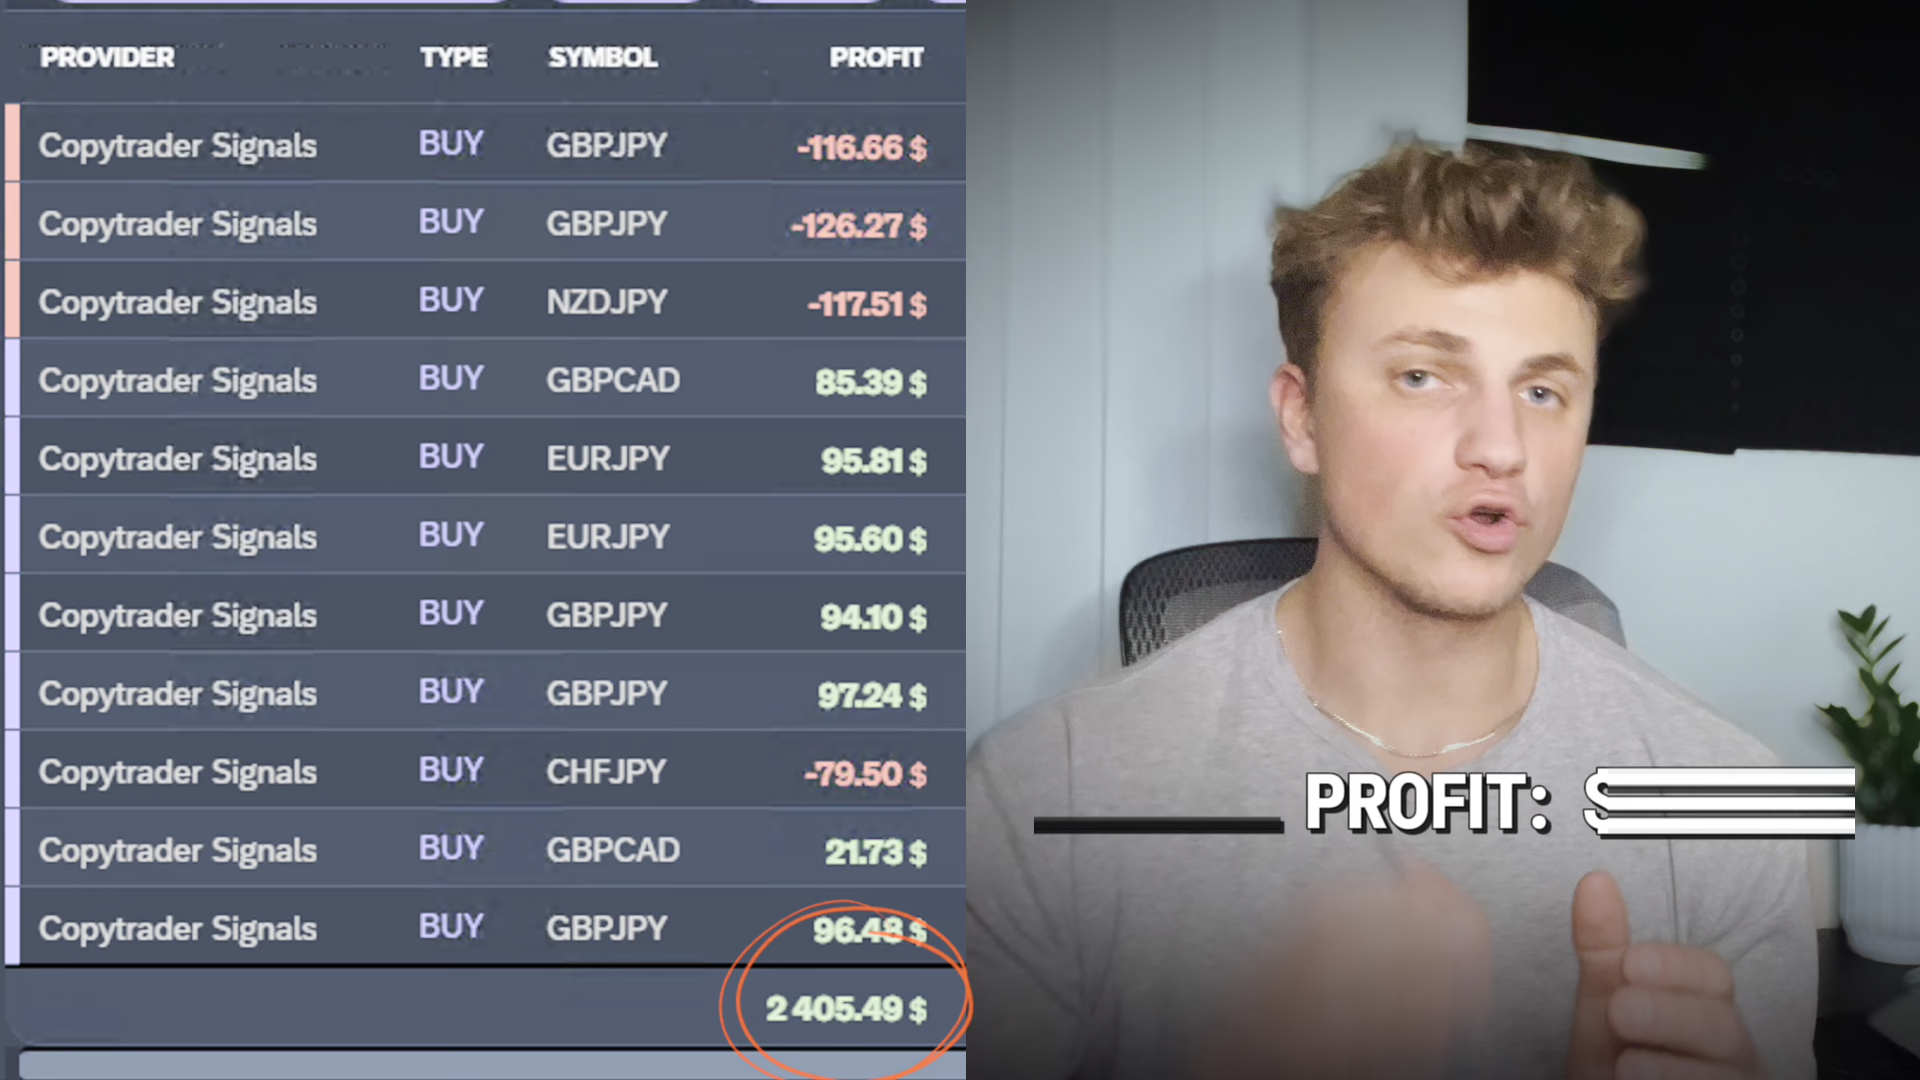 PROVIDER TYPE SYMBOL PROFIT
Copytrader Signals BUY GBPJPY -116.66 $
Copytrader Signals BUY GBPJPY -126.27 $
Copytrader Signals BUY NZDJPY -117.51 $
Copytrader Signals BUY GBPCAD 85.39 $
Copytrader Signals BUY EURJPY 95.81 $
Copytrader Signals BUY EURJPY 95.60 $
Copytrader Signals BUY GBPJPY 94.10 $
Copytrader Signals BUY GBPJPY 97.24 $
Copytrader Signals BUY CHFJPY -79.50 $
Copytrader Signals BUY GBPCAD 21.73 $
Copytrader Signals BUY GBPJPY 96.48 $
2 405.49 $
PROFIT: $